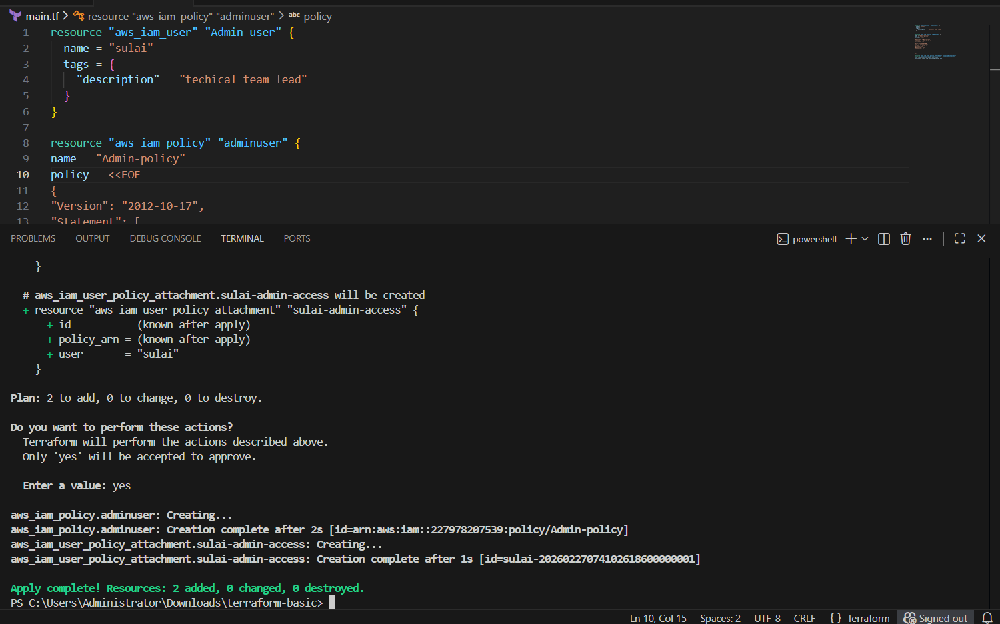 main.tf > resource "aws_iam_policy" "adminuser" > abc policy
1 resource "aws_iam_user" "Admin-user" {
2 name = "sulai"
3 tags = {
4 "description" = "techical team lead"
5 }
6 }
7
8 resource "aws_iam_policy" "adminuser" {
9 name = "Admin-policy"
10 policy = <<EOF
11 {
12 "Version": "2012-10-17",
13 "Statement": [
PROBLEMS OUTPUT DEBUG CONSOLE TERMINAL PORTS powershell
}
# aws_iam_user_policy_attachment.sulai-admin-access will be created
+ resource "aws_iam_user_policy_attachment" "sulai-admin-access" {
+ id = (known after apply)
+ policy_arn = (known after apply)
+ user = "sulai"
}
Plan: 2 to add, 0 to change, 0 to destroy.
Do you want to perform these actions?
Terraform will perform the actions described above.
Only 'yes' will be accepted to approve.
Enter a value: yes
aws_iam_policy.adminuser: Creating...
aws_iam_policy.adminuser: Creation complete after 2s [id=arn:aws:iam::227978207539:policy/Admin-policy]
aws_iam_user_policy_attachment.sulai-admin-access: Creating...
aws_iam_user_policy_attachment.sulai-admin-access: Creation complete after 1s [id=sulai-20260227074102618600000001]
Apply complete! Resources: 2 added, 0 changed, 0 destroyed.
PS C:\Users\Administrator\Downloads\terraform-basic>
Ln 10, Col 15 Spaces: 2 UTF-8 CRLF { } Terraform Signed out